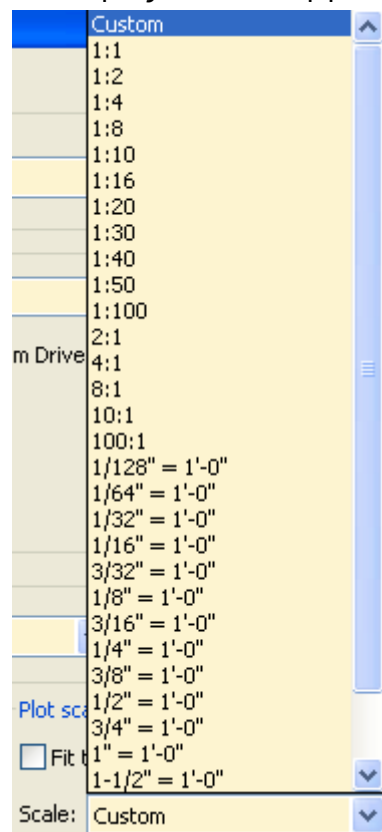 Custom
1:1
1:2
1:4
1:8
1:10
1:16
1:20
1:30
1:40
1:50
1:100
2:1
m Drive
4:1
8:1
10:1
100:1
1/128" = 1'-0"
1/64" = 1'-0"
1/32" = 1'-0"
1/16" = 1'-0"
3/32" = 1'-0"
1/8" = 1'-0"
3/16" = 1'-0"
1/4" = 1'-0"
3/8" = 1'-0"
1/2" = 1'-0"
Plot sca
3/4" = 1'-0"
Fit t
1" = 1'-0"
1-1/2" = 1'-0"
Scale: Custom